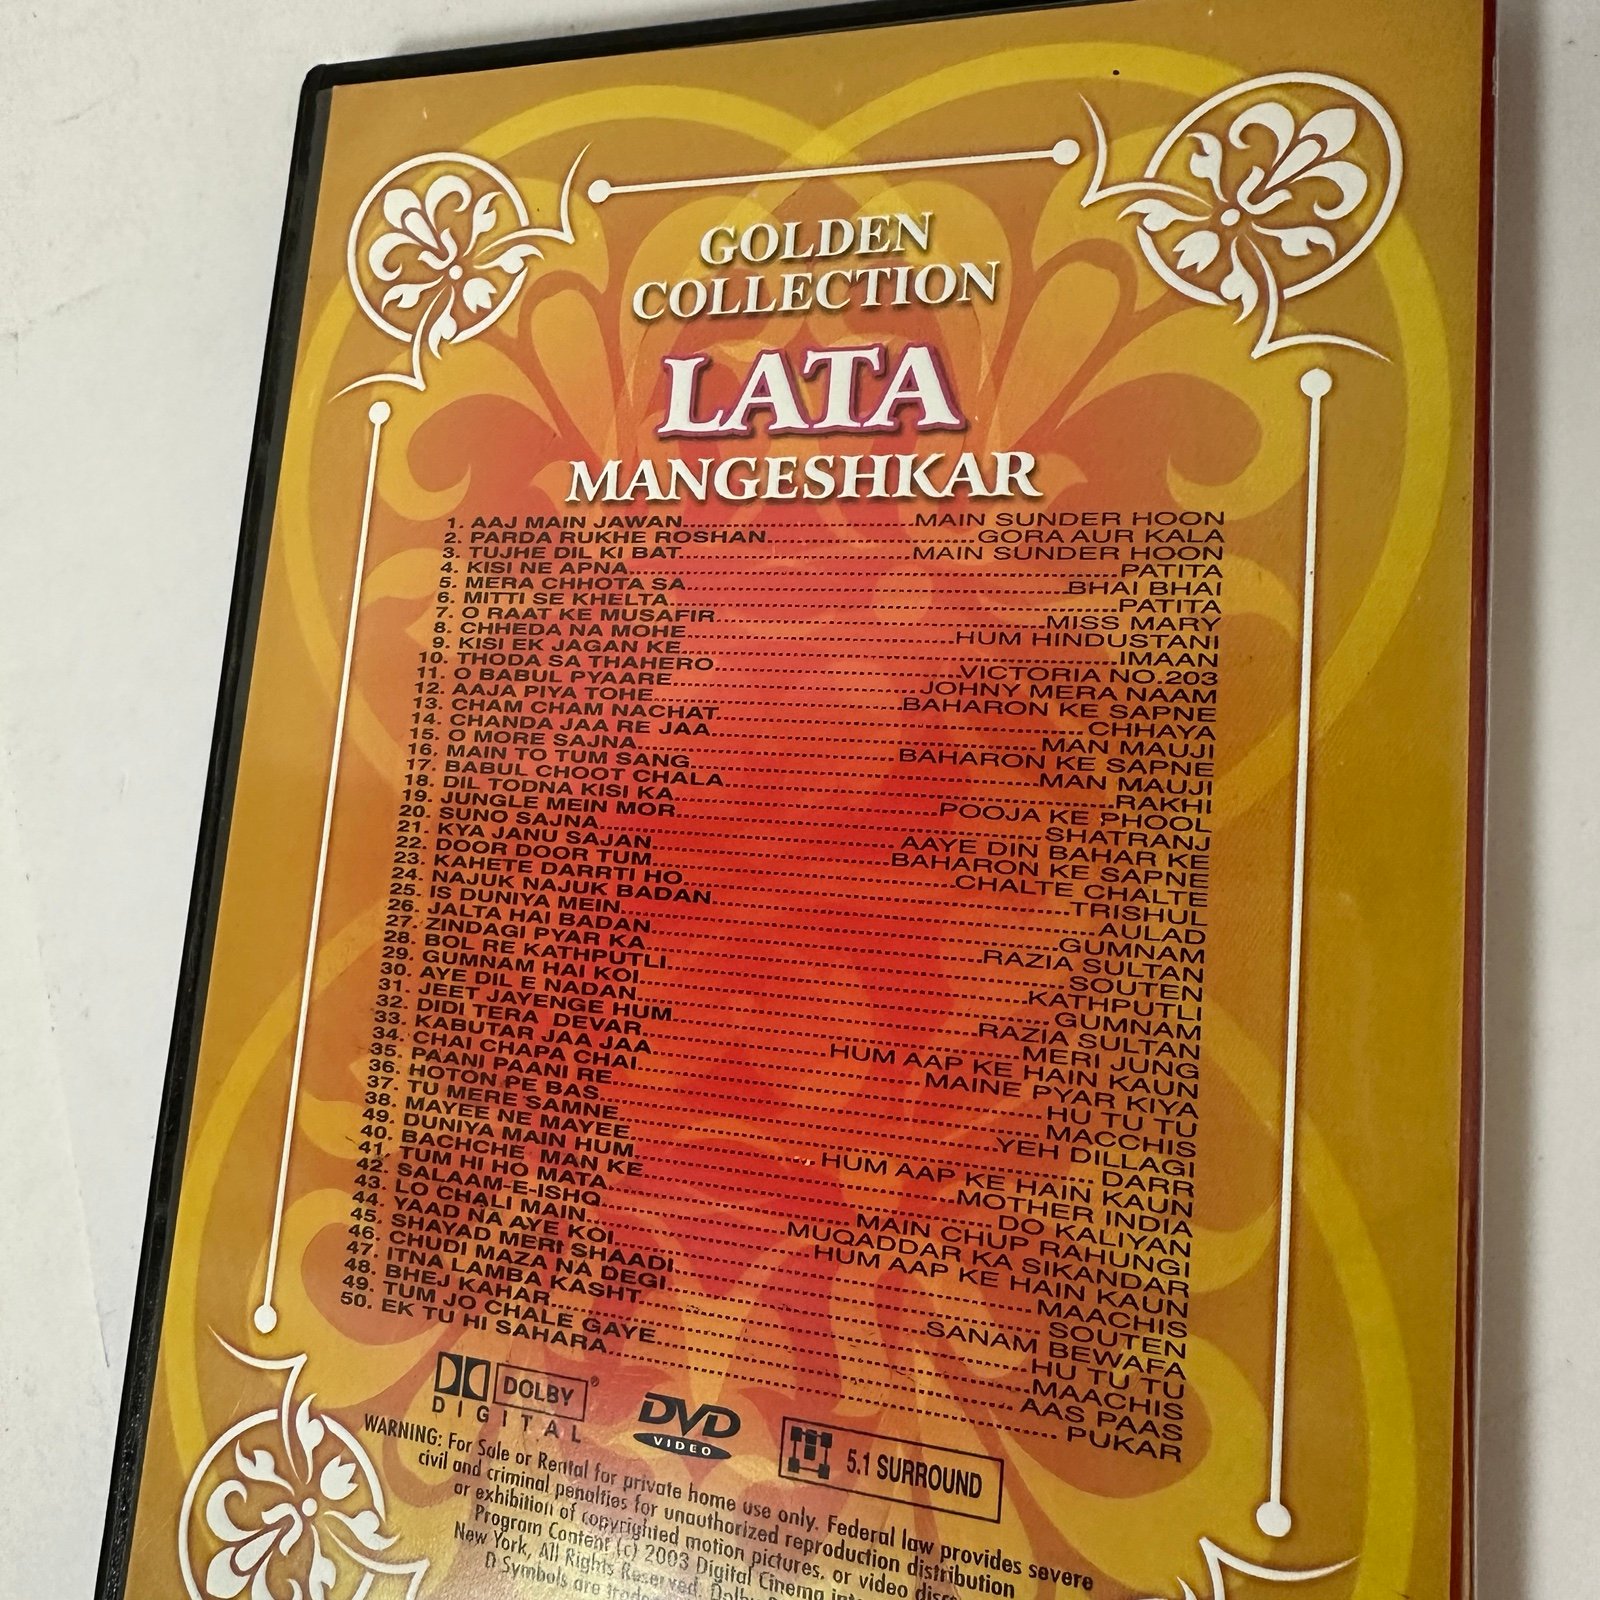 GOLDEN
COLLECTION
LATA
MANGESHKAR
1. AAJ MAIN JAWAN MAIN SUNDER HOON
2. PARDA RUKHE ROSHAN GORA AUR KALA
3. TUJHE DIL KI BAT MAIN SUNDER HOON
4. KISI NE APNA PATITA
5. MERA CHHOTA SA BHAI BHAI
6. MITTI SE KHELTA PATITA
7. O RAAT KE MUSAFIR MISS MARY
8. CHHEDA NA MOHE HUM HINDUSTANI
9. KISI EK JAGAN KE IMAAN
10. THODA SA THAHERO VICTORIA NO.203
11. O BABUL PYAARE JOHNY MERA NAAM
12. AAJA PIYA TOHE BAHARON KE SAPNE
13. CHAM CHAM NACHAT CHHAYA
14. CHANDA JAA RE JAA MAN MAUJI
15. O MORE SAJNA BAHARON KE SAPNE
16. MAIN TO TUM SANG MAN MAUJI
17. BABUL CHOOT CHALA RAKHI
18. DIL TODNA KISI KA POOJA KE PHOOL
19. JUNGLE MEIN MOR SHATRANJ
20. SUNO SAJNA AAYE DIN BAHAR KE
21. KYA JANU SAJAN BAHARON KE SAPNE
22. DOOR DOOR TUM CHALTE CHALTE
23. KAHETE DARRTI HO TRISHUL
24. NAJUK NAJUK BADAN AULAD
25. IS DUNIYA MEIN GUMNAM
26. JALTA HAI BADAN RAZIA SULTAN
27. ZINDAGI PYAR KA SOUTEN
28. BOL RE KATHPUTLI KATHPUTLI
29. GUMNAM HAI KOI GUMNAM
30. AYE DIL E NADAN RAZIA SULTAN
31. JEET JAYENGE HUM MERI JUNG
32. DIDI TERA DEVAR HUM AAP KE HAIN KAUN
33. KABUTAR JAA JAA MAINE PYAR KIYA
34. CHAI CHAPA CHAI HU TU TU
35. PAANI PAANI RE MACCHIS
36. HOTON PE BAS YEH DILLAGI
37. TU MERE SAMNE DARR
38. MAYEE NE MAYEE HUM AAP KE HAIN KAUN
49. DUNIYA MAIN HUM MOTHER INDIA
40. BACHCHE MAN KE DO KALIYAN
41. TUM HI HO MATA MAIN CHUP RAHUNGI
42. SALAAM-E-ISHQ MUQADDAR KA SIKANDAR
43. LO CHALI MAIN HUM AAP KE HAIN KAUN
44. YAAD NA AYE KOI MAACHIS
45. SHAYAD MERI SHAADI SOUTEN
46. CHUDI MAZA NA DEGI SANAM BEWAFA
47. ITNA LAMBA KASHT HU TU TU
48. BHEJ KAHAR MAACHIS
49. TUM JO CHALE GAYE AAS PAAS
50. EK TU HI SAHARA PUKAR
DOLBY®
DIGITAL
DVD
VIDEO
5.1 SURROUND
WARNING: For Sale or Rental for private home use only. Federal law provides severe
civil and criminal penalties for unauthorized reproduction distribution
or exhibition of copyrighted motion pictures, or video
Program Content (c) 2003 Digital Cinema
New York, All Rights Reserved.
D Symbols are